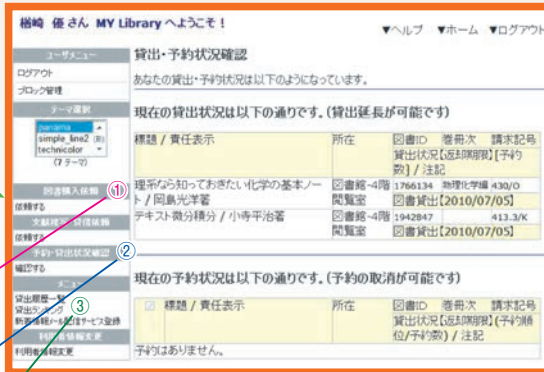 楢崎 優さん MY Library へようこそ！
▼ヘルプ ▼ホーム ▼ログアウト
ユーザメニュー
ログアウト
ブロック管理
テーマ選択
panama
simple_line2
technicolor
(7 テーマ)
図書購入依頼
①
依頼する
文献複写・貸借依頼
依頼する
②
予約・貸出状況確認
確認する
メニュー
貸出履歴一覧
貸出ランキング
③
新着情報メール配信サービス登録
利用者情報変更
利用者情報変更
貸出・予約状況確認
あなたの貸出・予約状況は以下のようになっています。
現在の貸出状況は以下の通りです。(貸出延長が可能です)
標題 / 責任表示 所在 図書ID 巻冊次 請求記号
貸出状況【返却期限】[予約
数] / 注記
理系なら知っておきたい化学の基本ノー 図書館-4階 1766134 物理化学編 430/O
ト / 岡島光洋著 閲覧室 図書貸出【2010/07/05】
テキスト微分積分 / 小寺平治著 図書館-4階 1942847 413.3/K
閲覧室 図書貸出【2010/07/05】
現在の予約状況は以下の通りです。(予約の取消が可能です)
標題 / 責任表示 所在 図書ID 巻冊次 請求記号
貸出状況【返却期限】(予約順
位/予約数) / 注記
予約はありません。